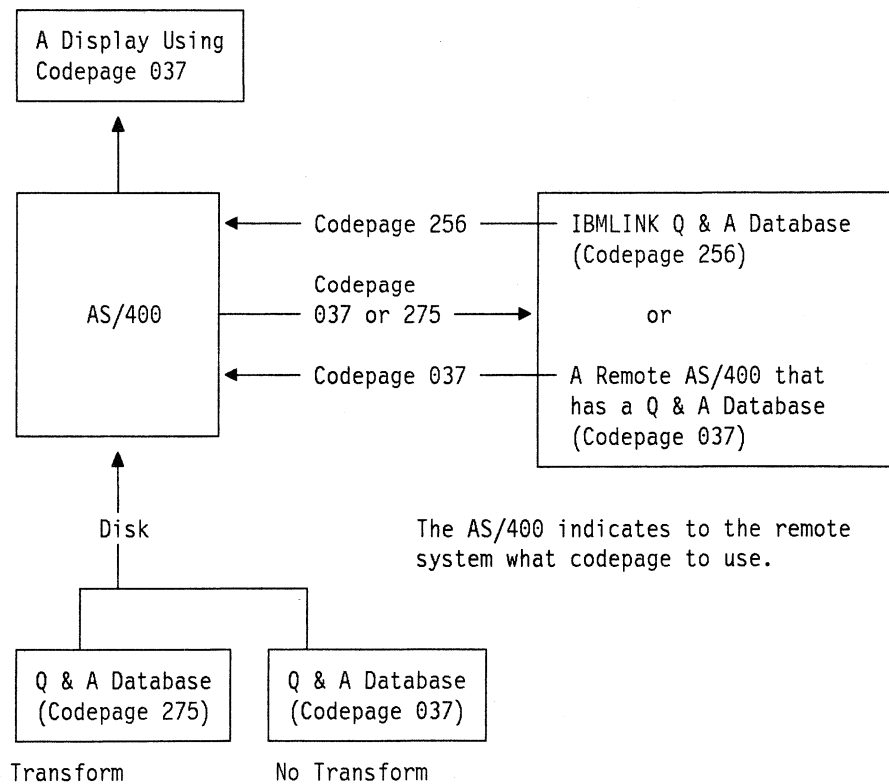 A Display Using
Codepage 037
AS/400
Codepage 256
Codepage
037 or 275
Codepage 037
IBMLINK Q & A Database
(Codepage 256)
or
A Remote AS/400 that
has a Q & A Database
(Codepage 037)
Disk
The AS/400 indicates to the remote
system what codepage to use.
Q & A Database
(Codepage 275)
Q & A Database
(Codepage 037)
Transform
No Transform